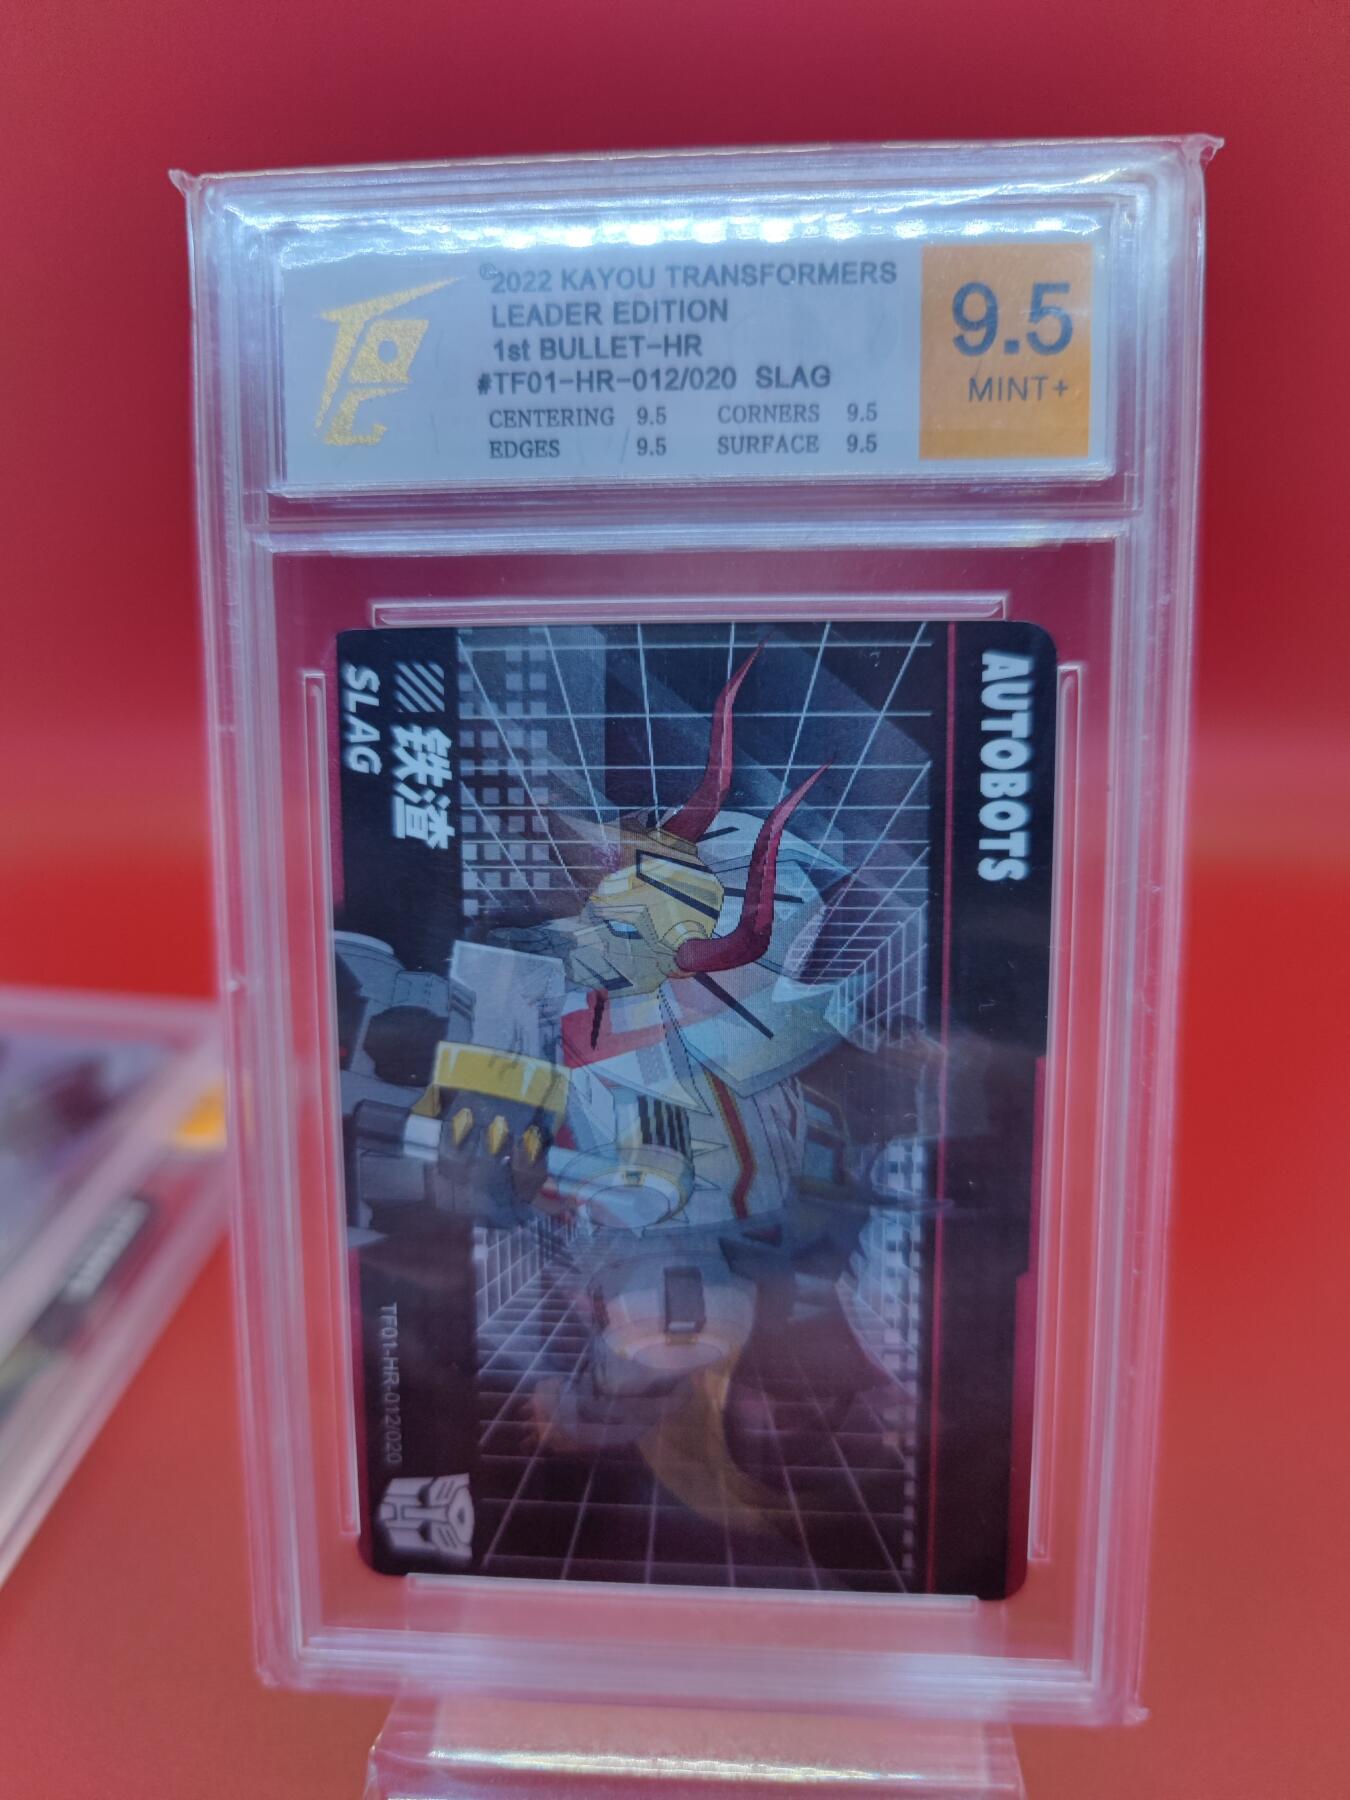 ©2022 KAYOU TRANSFORMERS
LEADER EDITION
1st BULLET-HR
#TF01-HR-012/020 SLAG
CENTERING 9.5 CORNERS 9.5
EDGES 9.5 SURFACE 9.5
9.5
MINT+
AUTOBOTS
铁渣
SLAG
TF01-HR-012/020